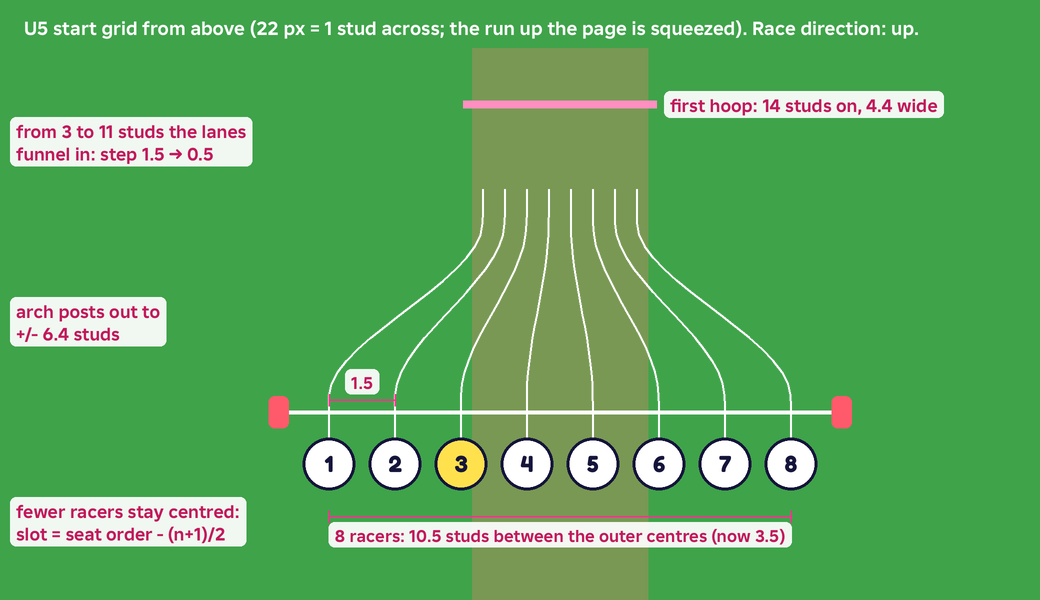 U5 start grid from above (22 px = 1 stud across; the run up the page is squeezed). Race direction: up.
first hoop: 14 studs on, 4.4 wide
from 3 to 11 studs the lanes
funnel in: step 1.5 → 0.5
arch posts out to
+/- 6.4 studs
1.5
1 2 3 4 5 6 7 8
fewer racers stay centred:
slot = seat order - (n+1)/2
8 racers: 10.5 studs between the outer centres (now 3.5)